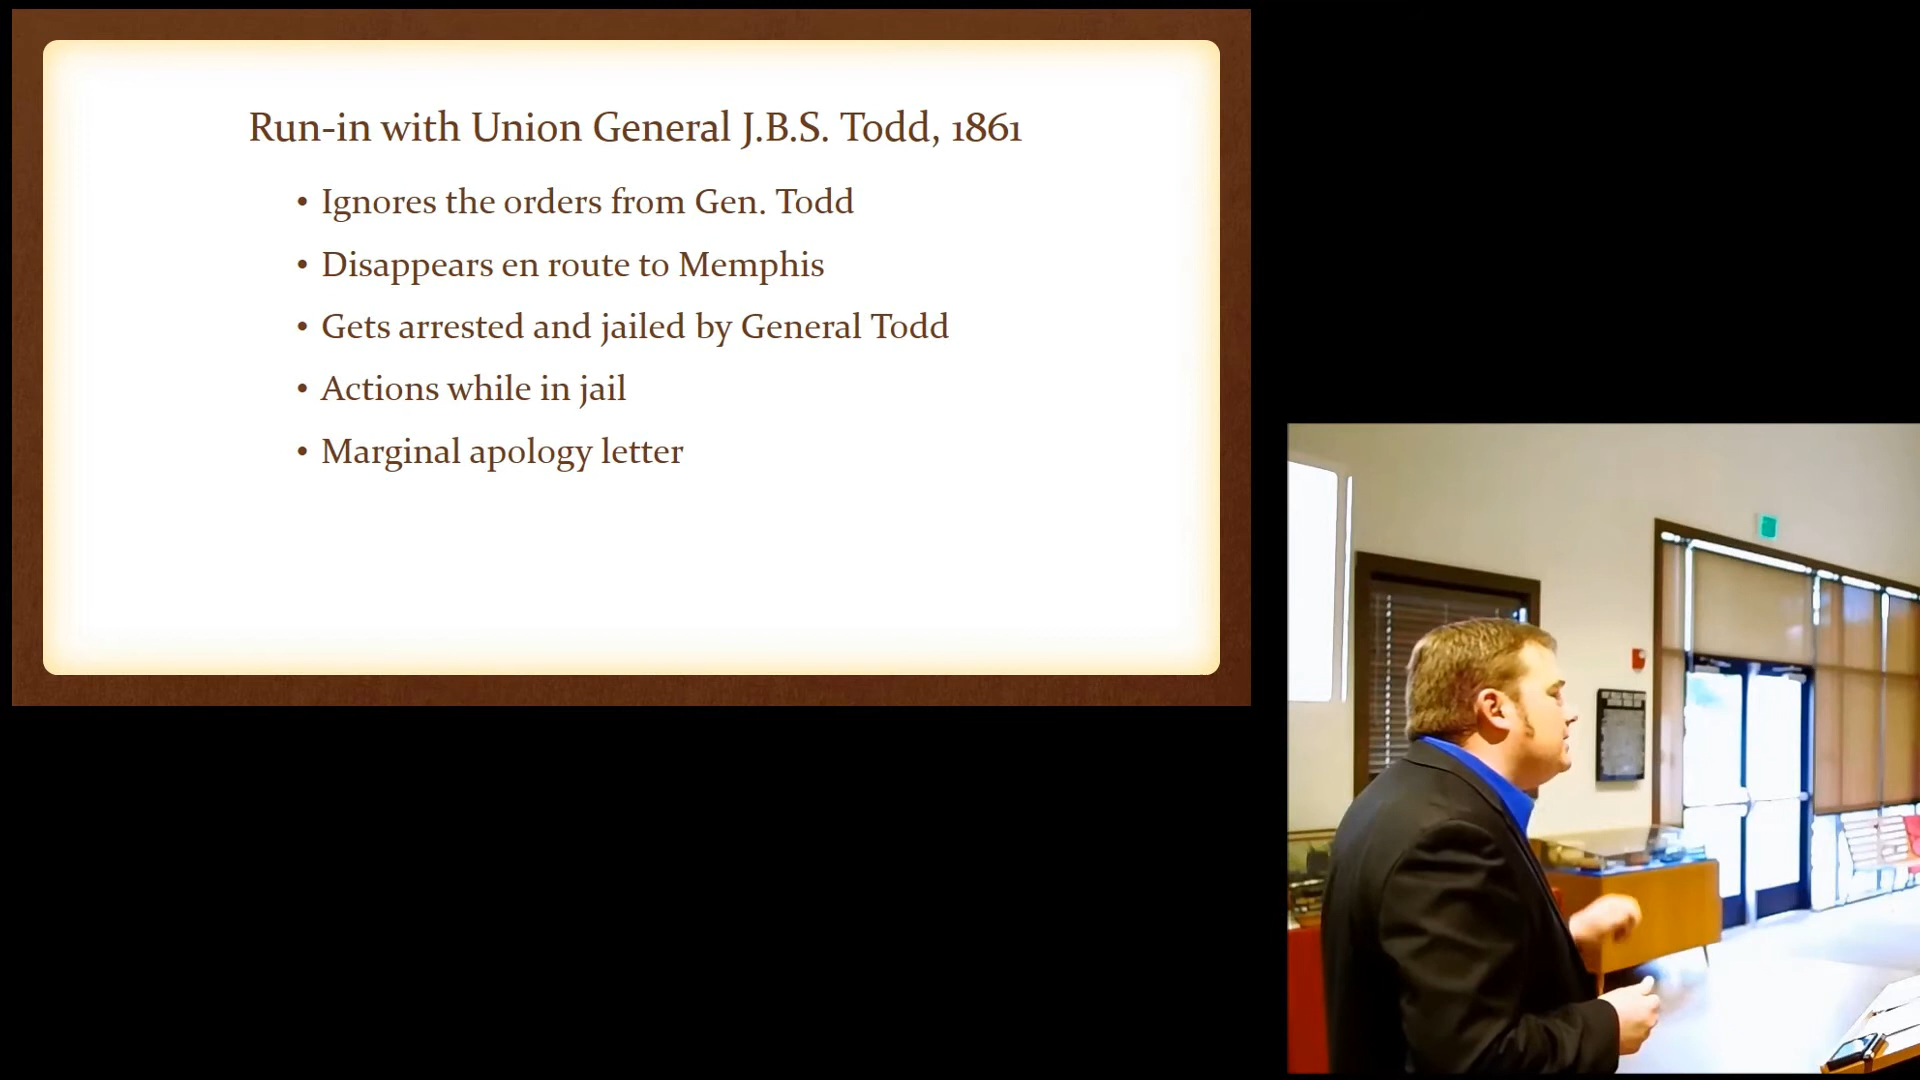 Run-in with Union General J.B.S. Todd, 1861
• Ignores the orders from Gen. Todd
• Disappears en route to Memphis
• Gets arrested and jailed by General Todd
• Actions while in jail
• Marginal apology letter